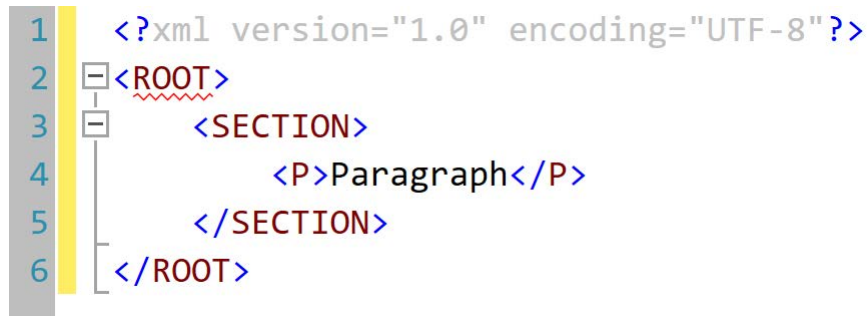 1 <?xml version="1.0" encoding="UTF-8"?>
2 <ROOT>
3 <SECTION>
4 <P>Paragraph</P>
5 </SECTION>
6 </ROOT>